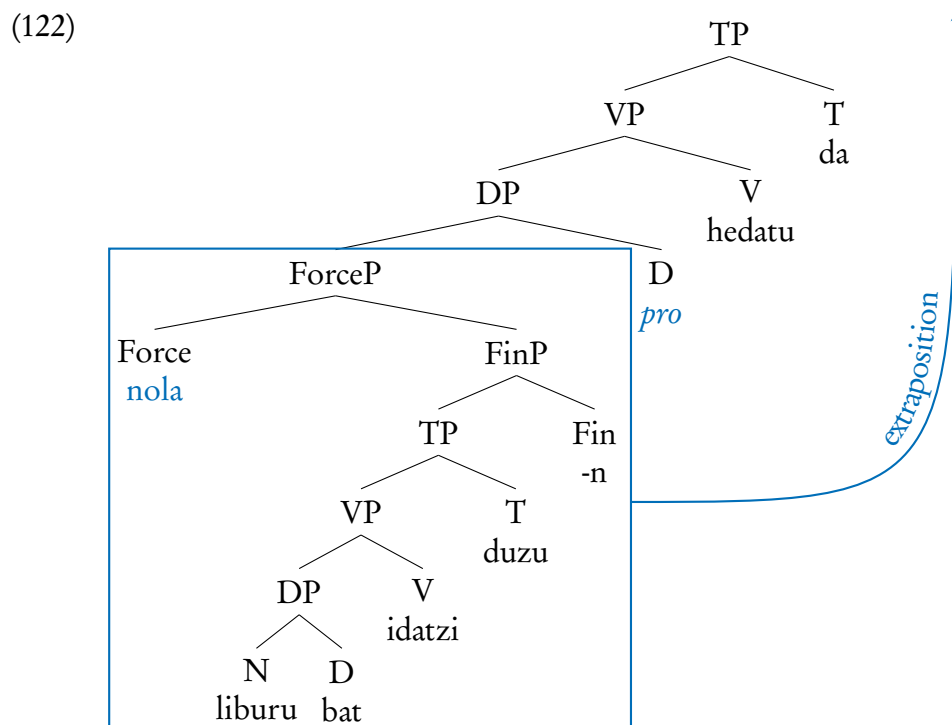 (122)
TP
VP T
da
DP V
hedatu
ForceP D
pro
Force FinP
nola
TP Fin
-n
VP T
duzu
DP V
idatzi
N D
liburu bat
extraposition